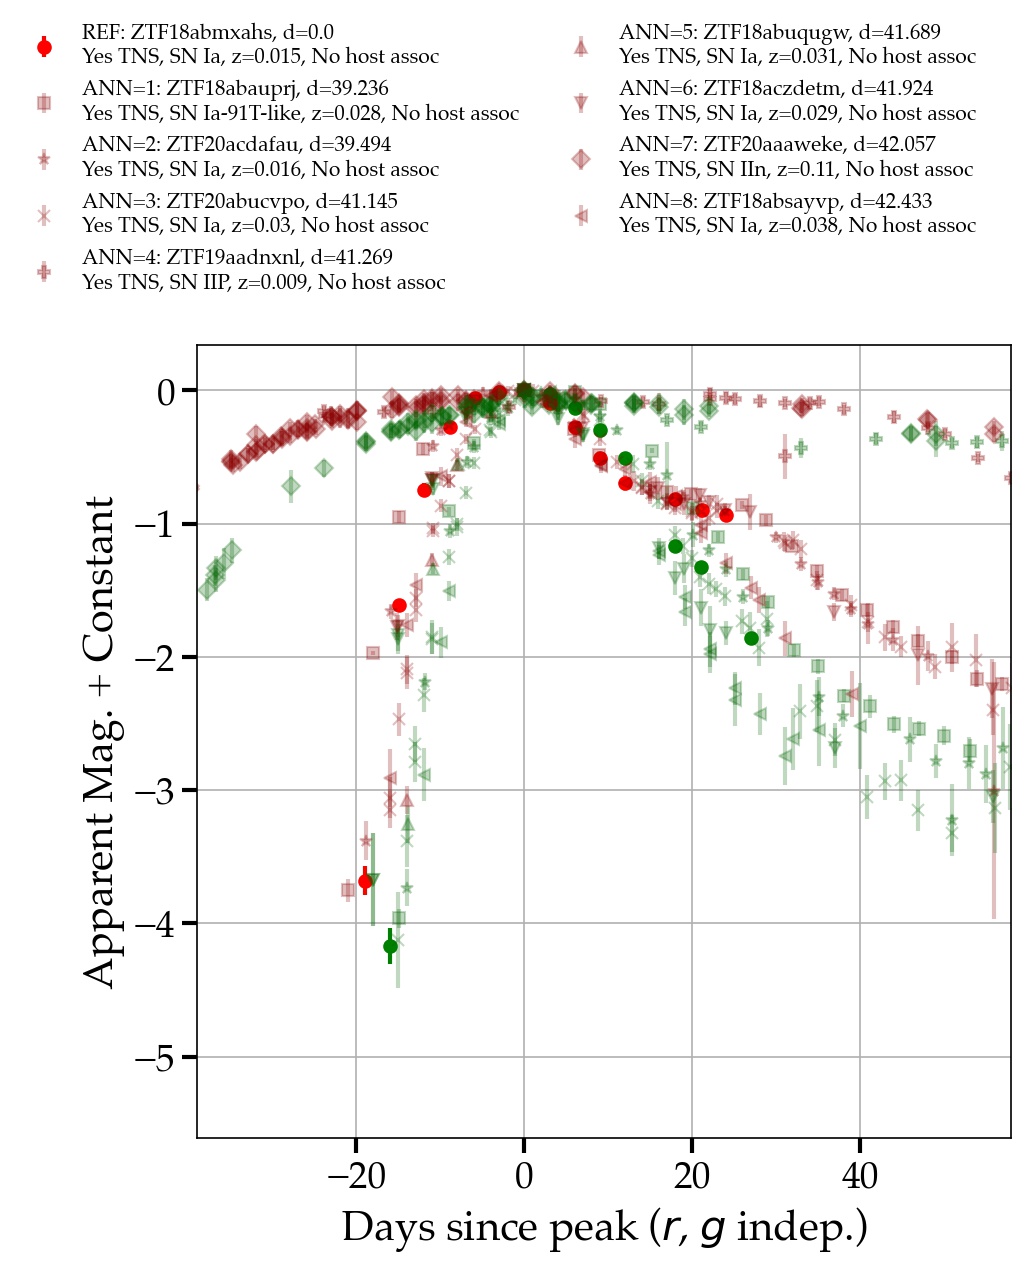 REF: ZTF18abmxahs, d=0.0
Yes TNS, SN Ia, z=0.015, No host assoc
ANN=1: ZTF18abauprj, d=39.236
Yes TNS, SN Ia-91T-like, z=0.028, No host assoc
ANN=2: ZTF20acdafau, d=39.494
Yes TNS, SN Ia, z=0.016, No host assoc
ANN=3: ZTF20abucvpo, d=41.145
Yes TNS, SN Ia, z=0.03, No host assoc
ANN=4: ZTF19aadnxnl, d=41.269
Yes TNS, SN IIP, z=0.009, No host assoc
ANN=5: ZTF18abuqugw, d=41.689
Yes TNS, SN Ia, z=0.031, No host assoc
ANN=6: ZTF18aczdetm, d=41.924
Yes TNS, SN Ia, z=0.029, No host assoc
ANN=7: ZTF20aaaweke, d=42.057
Yes TNS, SN IIn, z=0.11, No host assoc
ANN=8: ZTF18absayvp, d=42.433
Yes TNS, SN Ia, z=0.038, No host assoc
Apparent Mag. + Constant
0
−1
−2
−3
−4
−5
−20 0 20 40
Days since peak (r, g indep.)